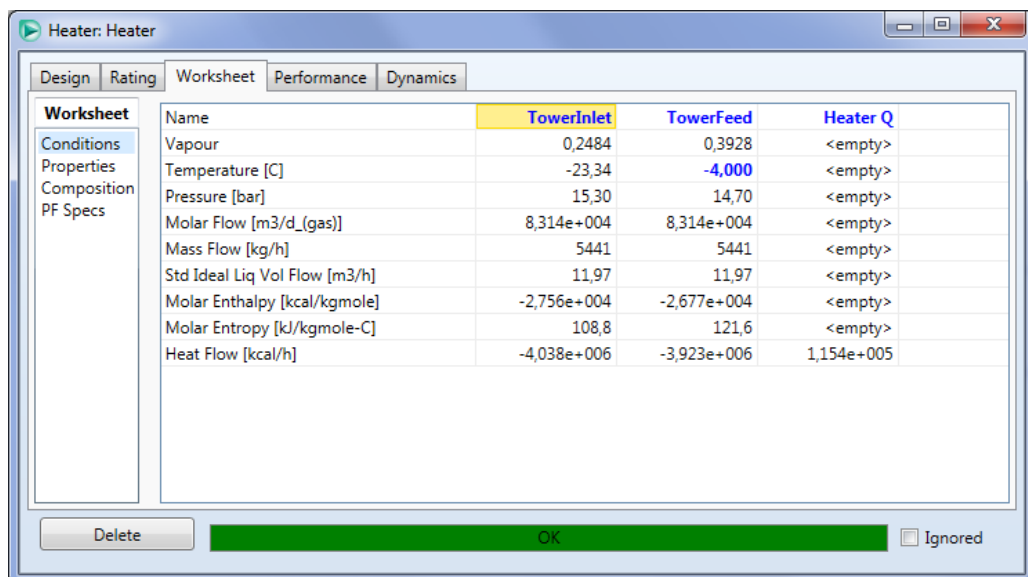 Heater: Heater
Design Rating Worksheet Performance Dynamics
Worksheet
Conditions
Properties
Composition
PF Specs
Name TowerInlet TowerFeed Heater Q
Vapour 0,2484 0,3928 <empty>
Temperature [C] -23,34 -4,000 <empty>
Pressure [bar] 15,30 14,70 <empty>
Molar Flow [m3/d_(gas)] 8,314e+004 8,314e+004 <empty>
Mass Flow [kg/h] 5441 5441 <empty>
Std Ideal Liq Vol Flow [m3/h] 11,97 11,97 <empty>
Molar Enthalpy [kcal/kgmole] -2,756e+004 -2,677e+004 <empty>
Molar Entropy [kJ/kgmole-C] 108,8 121,6 <empty>
Heat Flow [kcal/h] -4,038e+006 -3,923e+006 1,154e+005
Delete OK Ignored